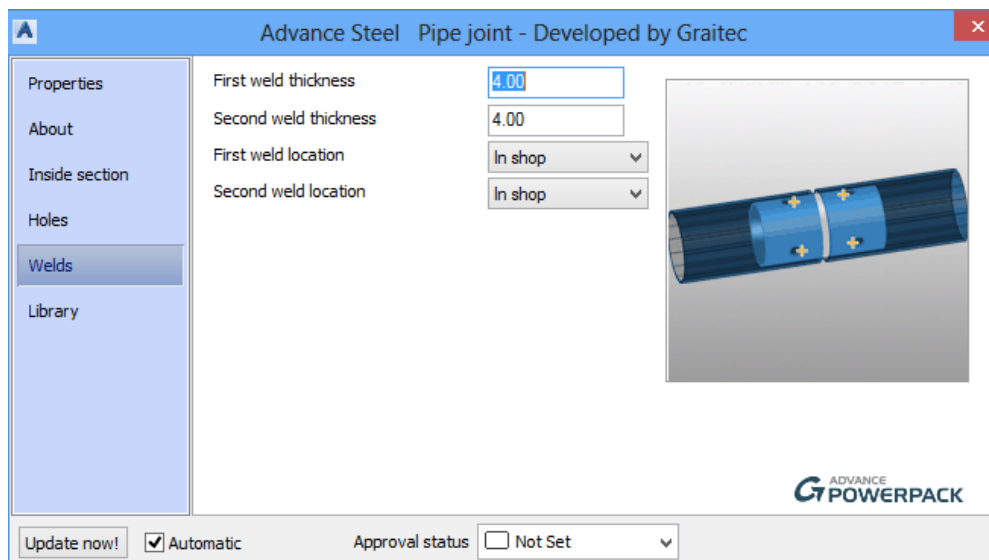 Advance Steel Pipe joint - Developed by Graitec
Properties
About
Inside section
Holes
Welds
Library
First weld thickness 4.00
Second weld thickness 4.00
First weld location In shop
Second weld location In shop
ADVANCE
POWERPACK
Update now! Automatic Approval status Not Set